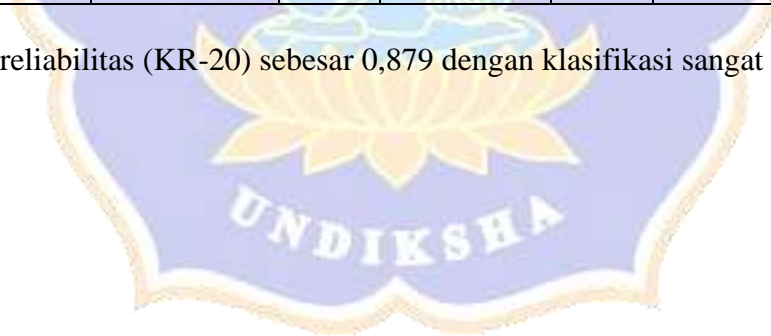 reliabilitas (KR-20) sebesar 0,879 dengan klasifikasi sangat
UNDIKSHA